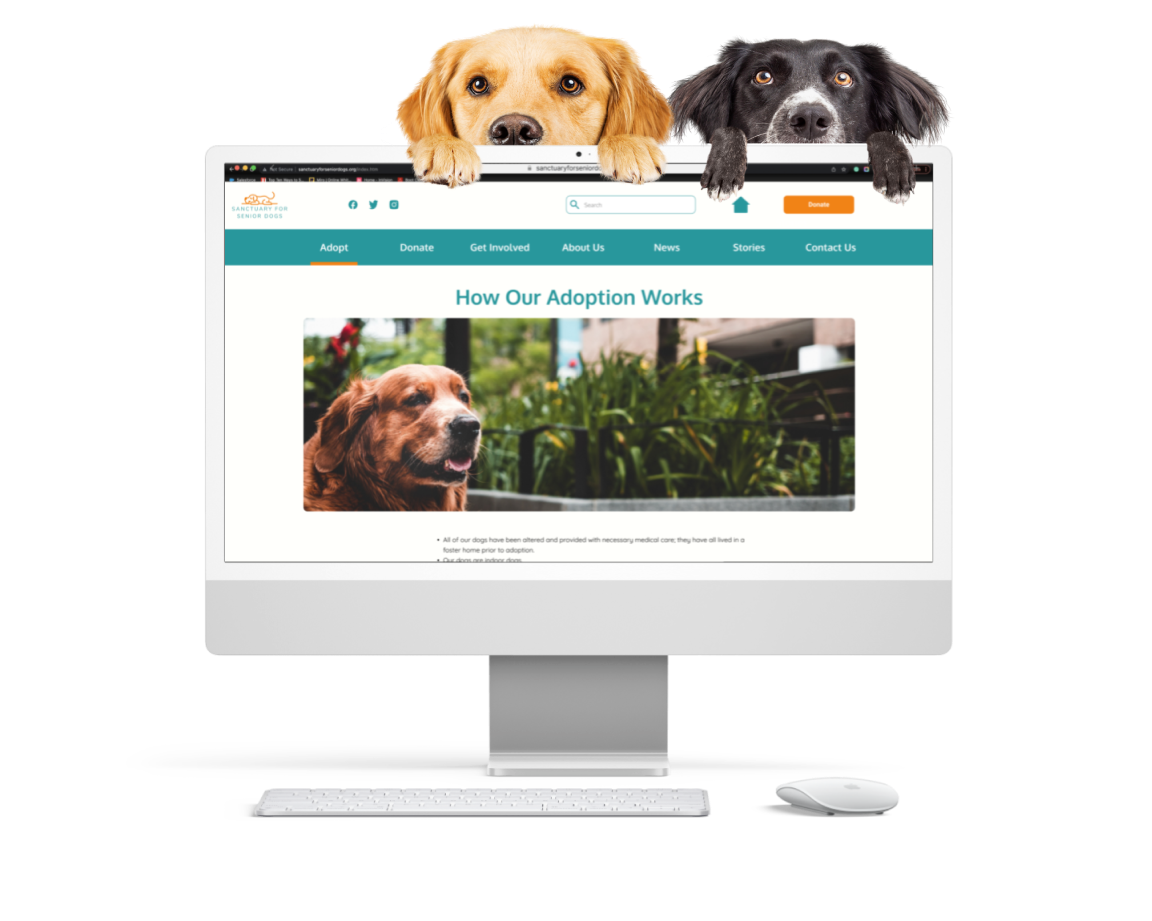 Not Secure | sanctuaryforseniordogs.org/index.htm
sanctuaryforseniord
Salesforce
SANCTUARY FOR
SENIOR DOGS
Search
Donate
Adopt
Donate
Get Involved
About Us
News
Stories
Contact Us
How Our Adoption Works
• All of our dogs have been altered and provided with necessary medical care; they have all lived in a
foster home prior to adoption.
• Our dogs are indoor dogs